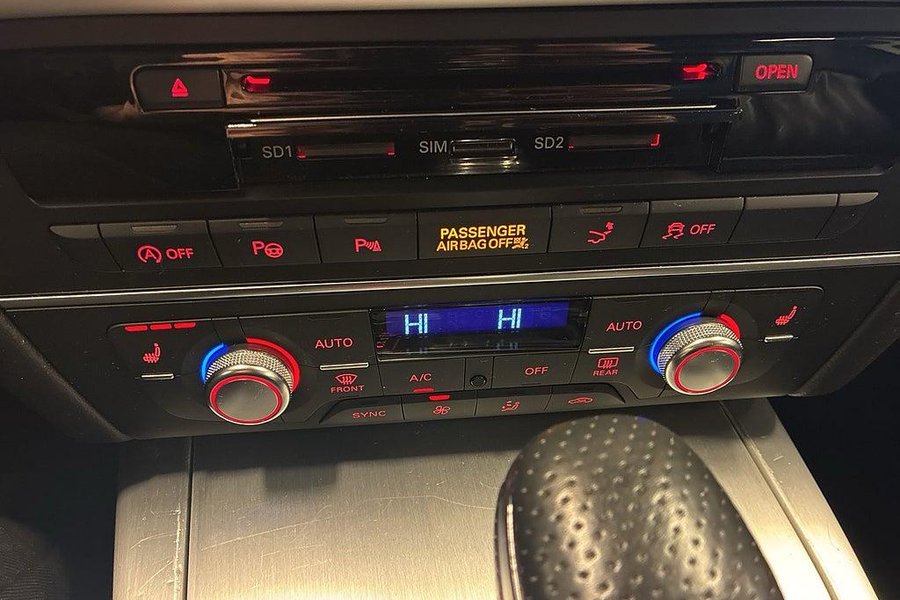 OPEN
SD1 SIM SD2
A OFF P P PASSENGER
AIRBAG OFF OFF
HI HI
AUTO AUTO
FRONT A/C OFF REAR
SYNC